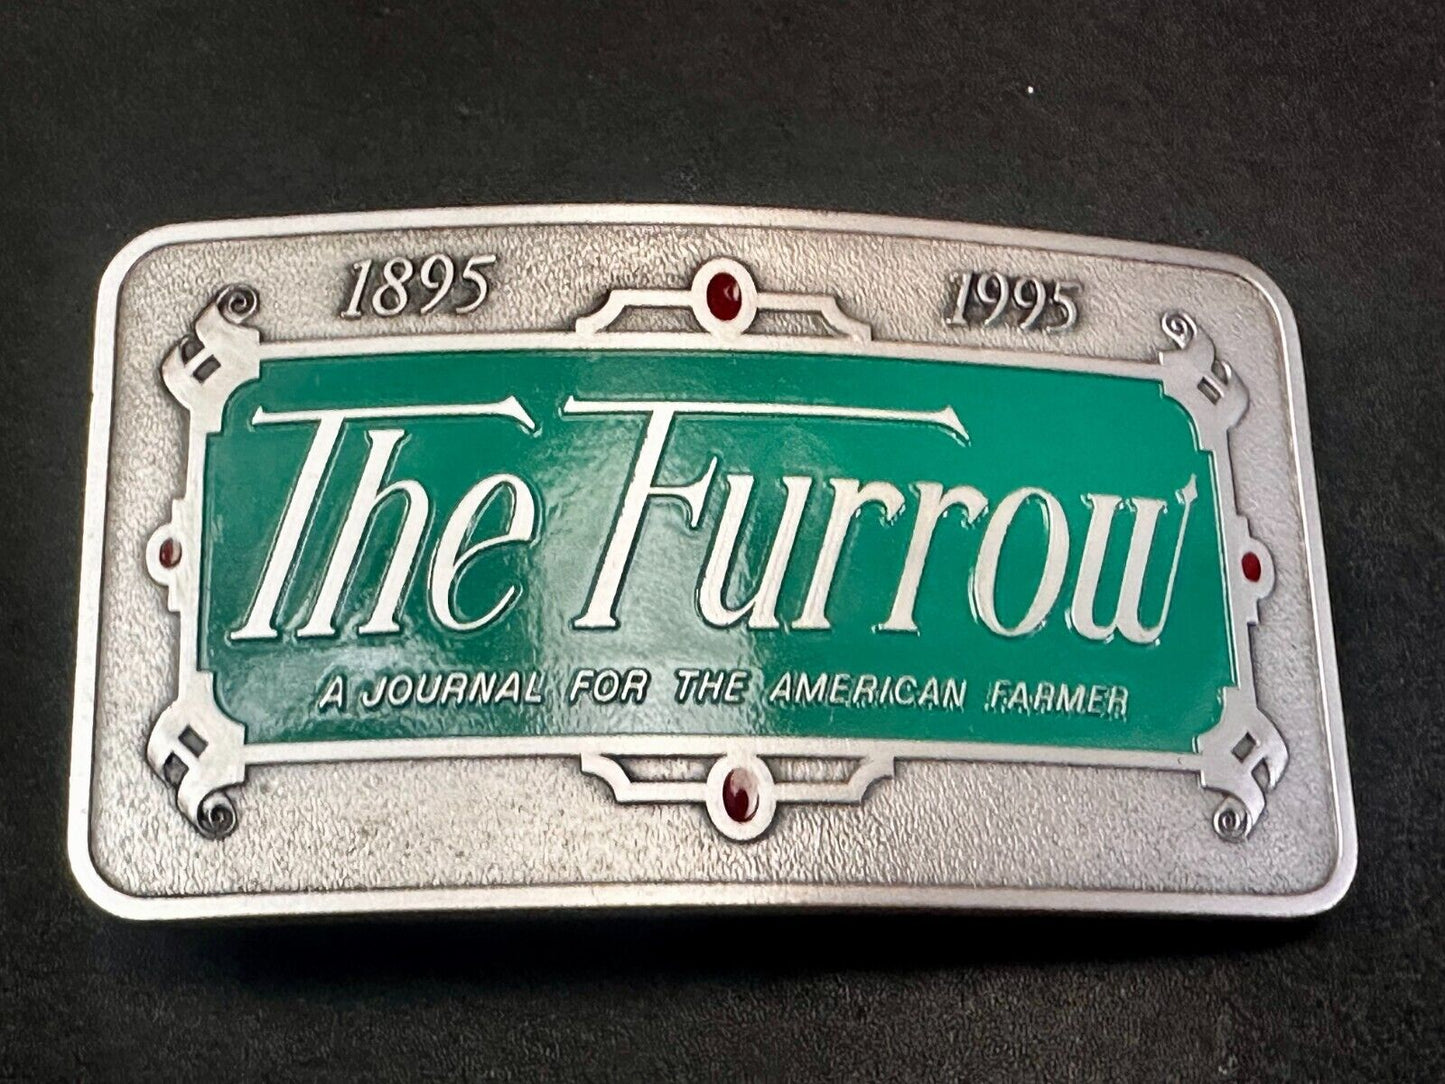 1895 1995
The Furrow
A JOURNAL FOR THE AMERICAN FARMER